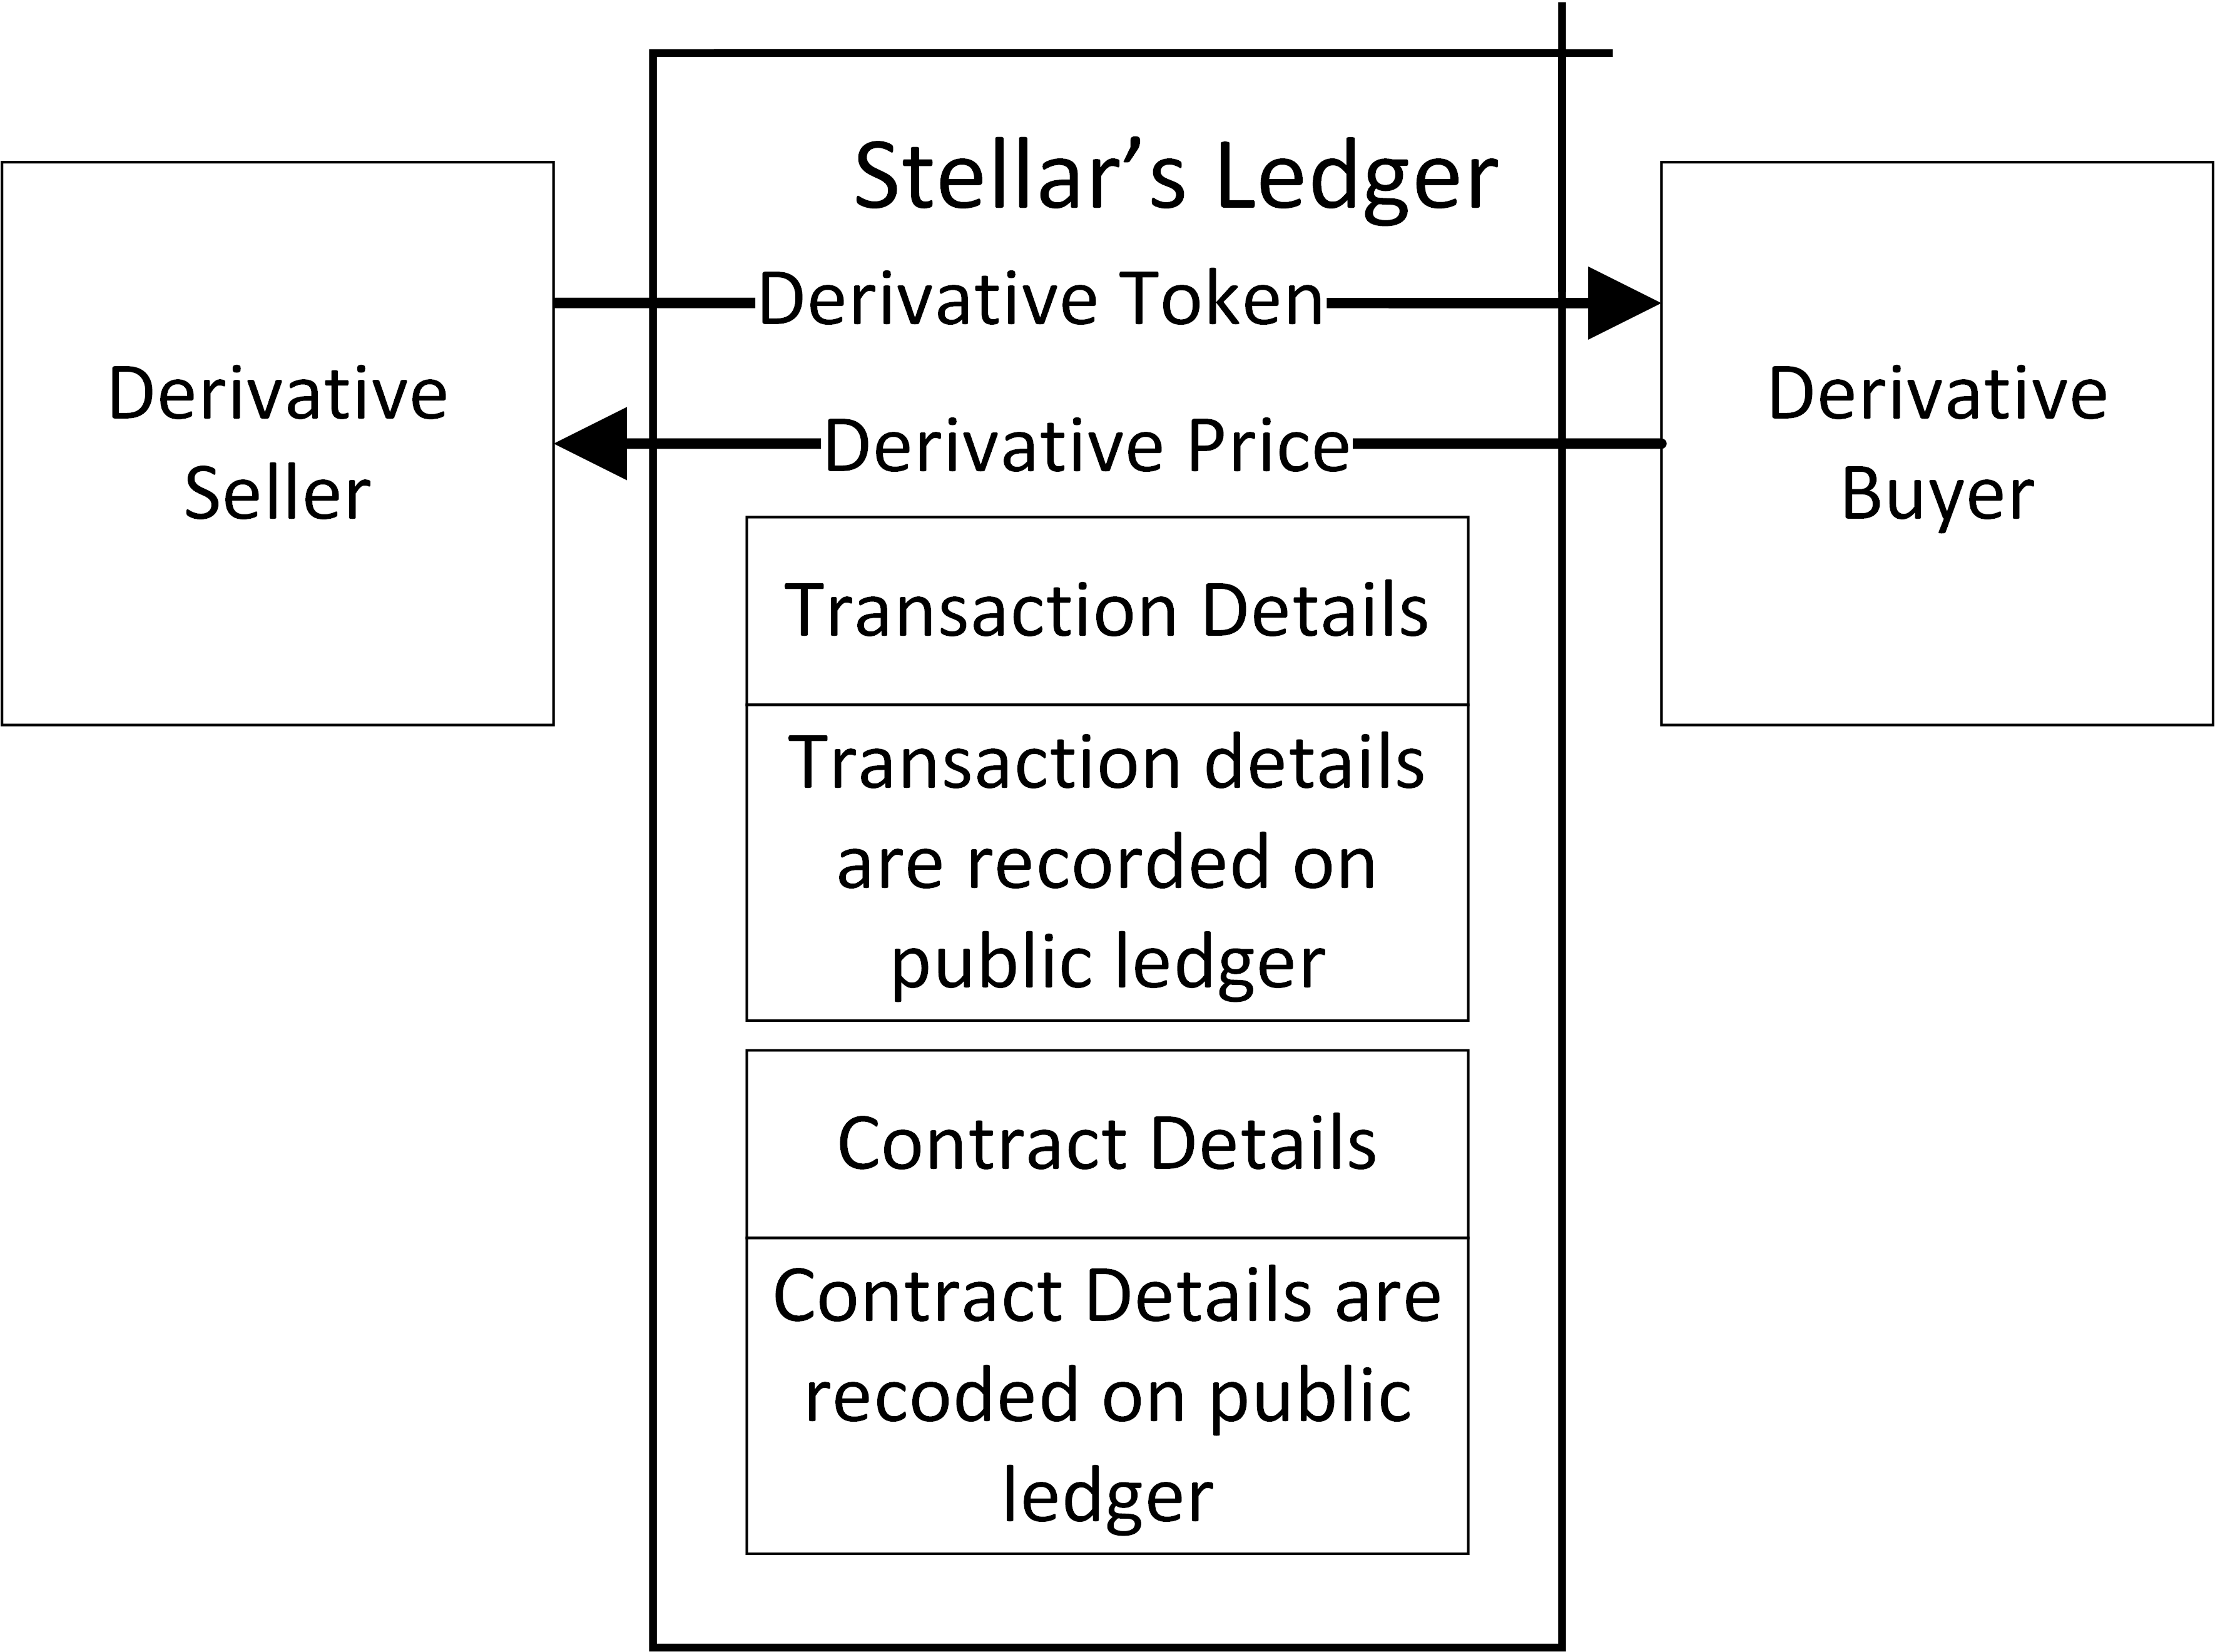 Stellar’s Ledger
Derivative Token
Derivative Price
Derivative
Seller
Derivative
Buyer
Transaction Details
Transaction details
are recorded on
public ledger
Contract Details
Contract Details are
recoded on public
ledger